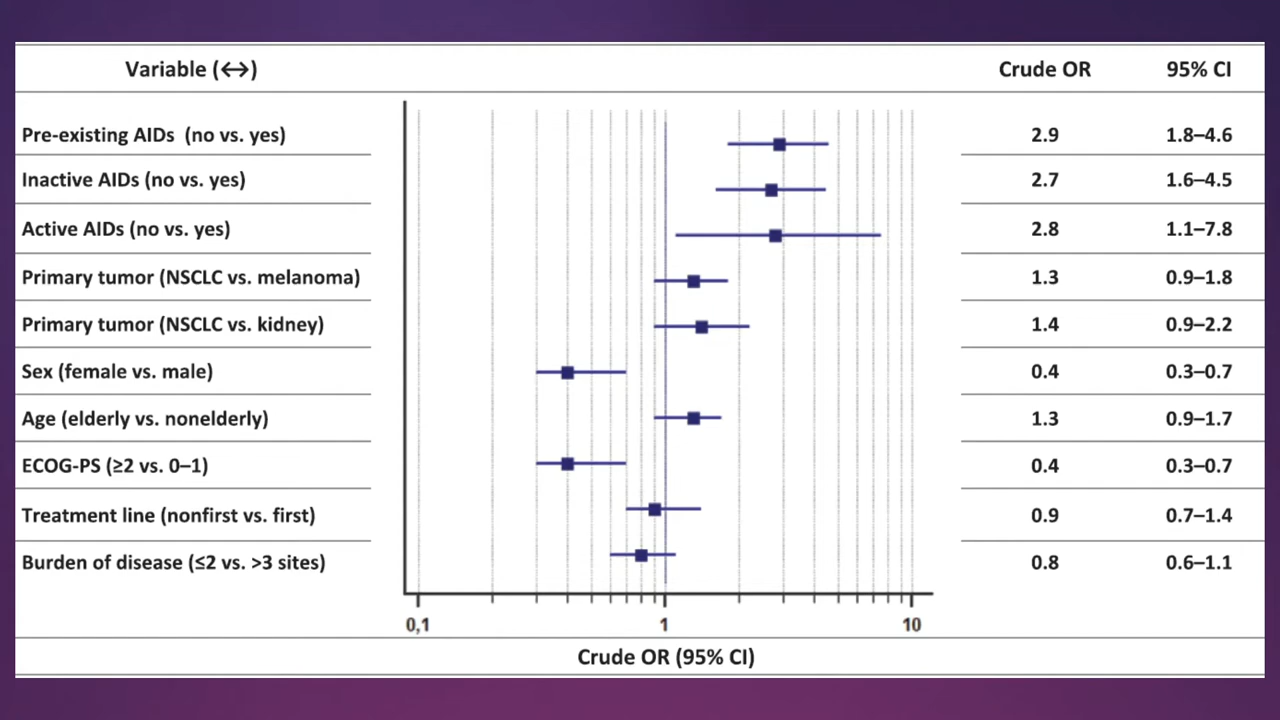 Variable (↔) Crude OR 95% CI
Pre-existing AIDs (no vs. yes) 2.9 1.8–4.6
Inactive AIDs (no vs. yes) 2.7 1.6–4.5
Active AIDs (no vs. yes) 2.8 1.1–7.8
Primary tumor (NSCLC vs. melanoma) 1.3 0.9–1.8
Primary tumor (NSCLC vs. kidney) 1.4 0.9–2.2
Sex (female vs. male) 0.4 0.3–0.7
Age (elderly vs. nonelderly) 1.3 0.9–1.7
ECOG-PS (≥2 vs. 0–1) 0.4 0.3–0.7
Treatment line (nonfirst vs. first) 0.9 0.7–1.4
Burden of disease (≤2 vs. >3 sites) 0.8 0.6–1.1
0,1 1 10
Crude OR (95% CI)